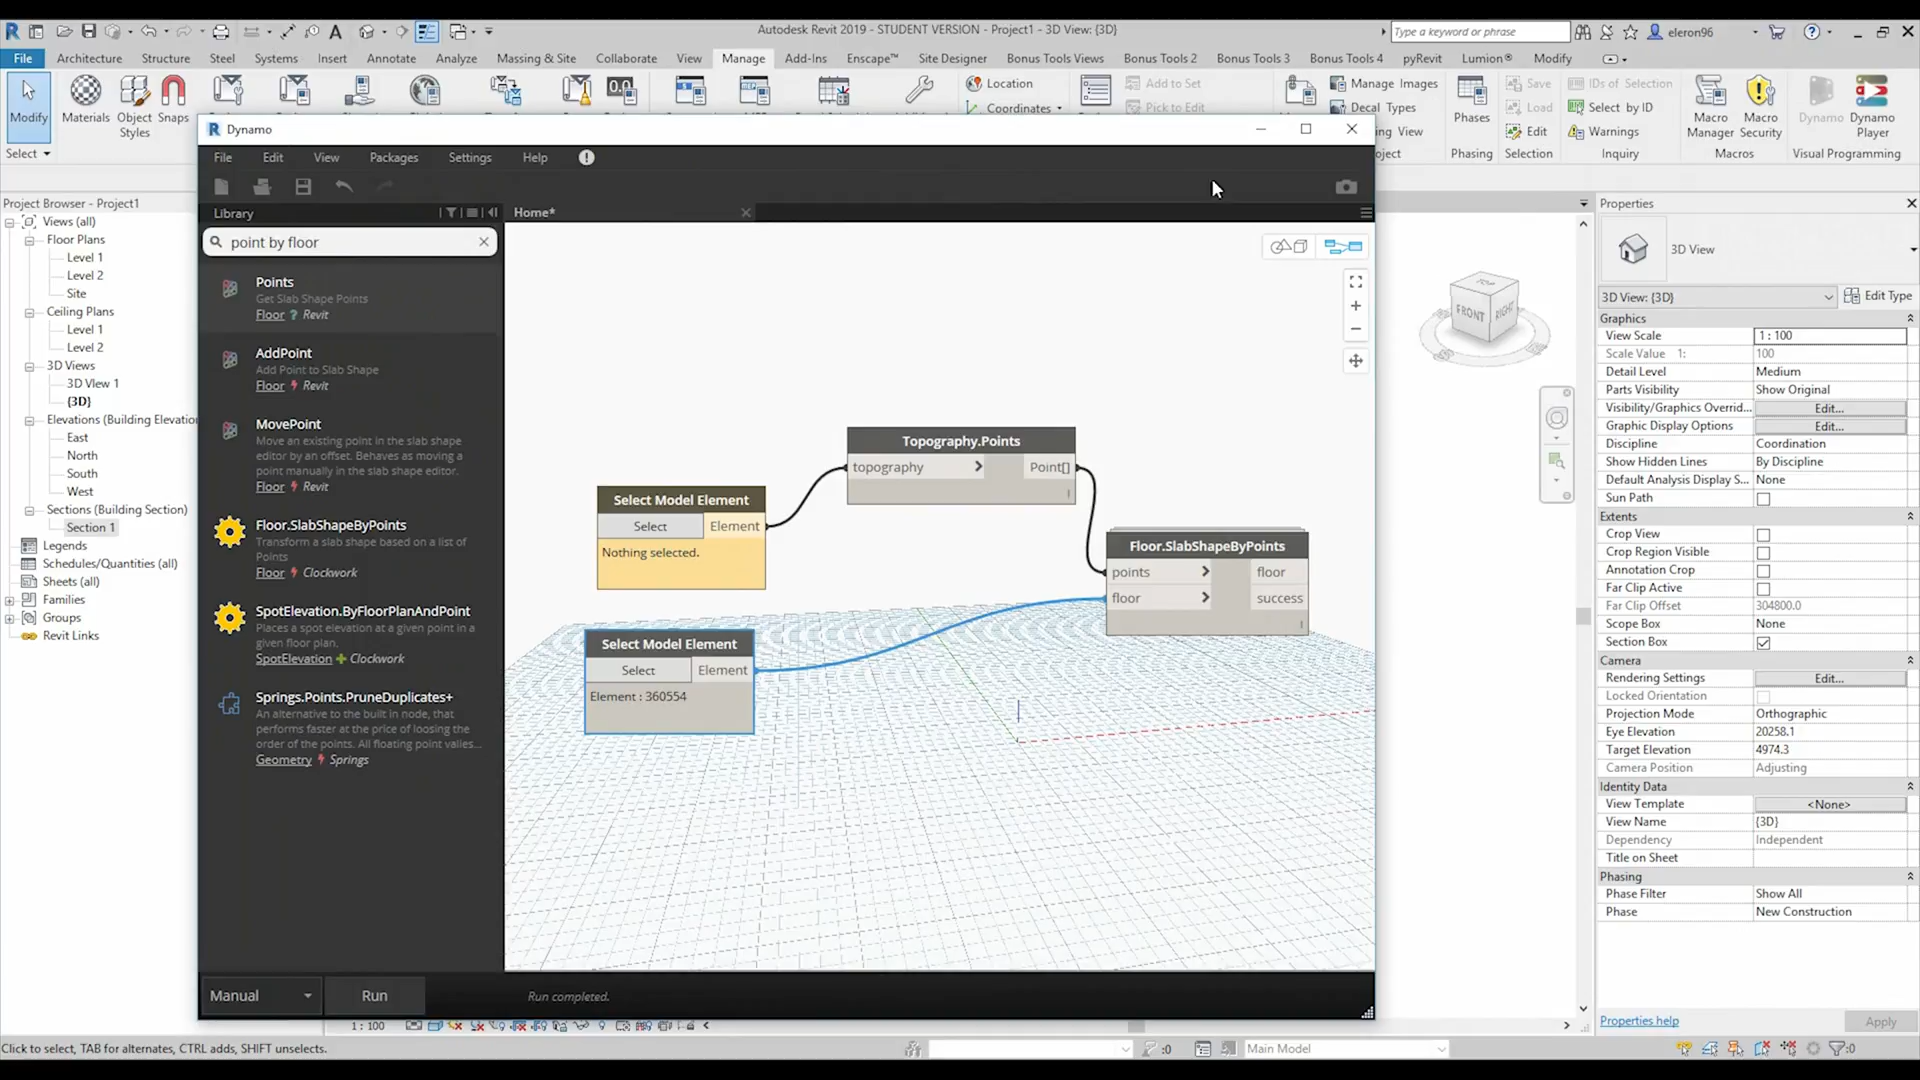 Autodesk Revit 2019 - STUDENT VERSION - Project1 - 3D View: {3D}
Type a keyword or phrase
eleron96
File
Architecture
Structure
Steel
Systems
Insert
Annotate
Analyze
Massing & Site
Collaborate
View
Manage
Add-Ins
Enscape™
Site Designer
Bonus Tools Views
Bonus Tools 2
Bonus Tools 3
Bonus Tools 4
pyRevit
Lumion®
Modify
Modify
Materials
Object Styles
Snaps
Location
Coordinates
Add to Set
Pick to Edit
Manage Images
Decal Types
ing View
oject
Phases
Phasing
Save
Load
Edit
Selection
IDs of Selection
Select by ID
Warnings
Inquiry
Macro Manager
Macro Security
Macros
Dynamo
Dynamo Player
Visual Programming
Select
Dynamo
File
Edit
View
Packages
Settings
Help
Library
Home*
point by floor
Points
Get Slab Shape Points
Floor ? Revit
AddPoint
Add Point to Slab Shape
Floor Revit
MovePoint
Move an existing point in the slab shape
editor by an offset. Behaves as moving a
point manually in the slab shape editor.
Floor Revit
Floor.SlabShapeByPoints
Transform a slab shape based on a list of
Points
Floor Clockwork
SpotElevation.ByFloorPlanAndPoint
Places a spot elevation at a given point in a
given floor plan.
SpotElevation Clockwork
Springs.Points.PruneDuplicates+
An alternative to the built in node, that
performs faster at the price of loosing the
order of the points. All floating point valies...
Geometry Springs
Select Model Element
Select
Element
Nothing selected.
Topography.Points
topography >
Point[]
Floor.SlabShapeByPoints
points >
floor
floor >
success
Select Model Element
Select
Element
Element : 360554
Manual
Run
Run completed.
Project Browser - Project1
Views (all)
Floor Plans
Level 1
Level 2
Site
Ceiling Plans
Level 1
Level 2
3D Views
3D View 1
{3D}
Elevations (Building Elevation
East
North
South
West
Sections (Building Section)
Section 1
Legends
Schedules/Quantities (all)
Sheets (all)
Families
Groups
Revit Links
TOP
FRONT
RIGHT
Properties
3D View
3D View: {3D}
Edit Type
Graphics
View Scale 1 : 100
Scale Value 1: 100
Detail Level Medium
Parts Visibility Show Original
Visibility/Graphics Overrid... Edit...
Graphic Display Options Edit...
Discipline Coordination
Show Hidden Lines By Discipline
Default Analysis Display S... None
Sun Path
Extents
Crop View
Crop Region Visible
Annotation Crop
Far Clip Active
Far Clip Offset 304800.0
Scope Box None
Section Box
Camera
Rendering Settings Edit...
Locked Orientation
Projection Mode Orthographic
Eye Elevation 20258.1
Target Elevation 4974.3
Camera Position Adjusting
Identity Data
View Template <None>
View Name {3D}
Dependency Independent
Title on Sheet
Phasing
Phase Filter Show All
Phase New Construction
Properties help
Apply
1 : 100
Click to select, TAB for alternates, CTRL adds, SHIFT unselects.
:0
Main Model
:0